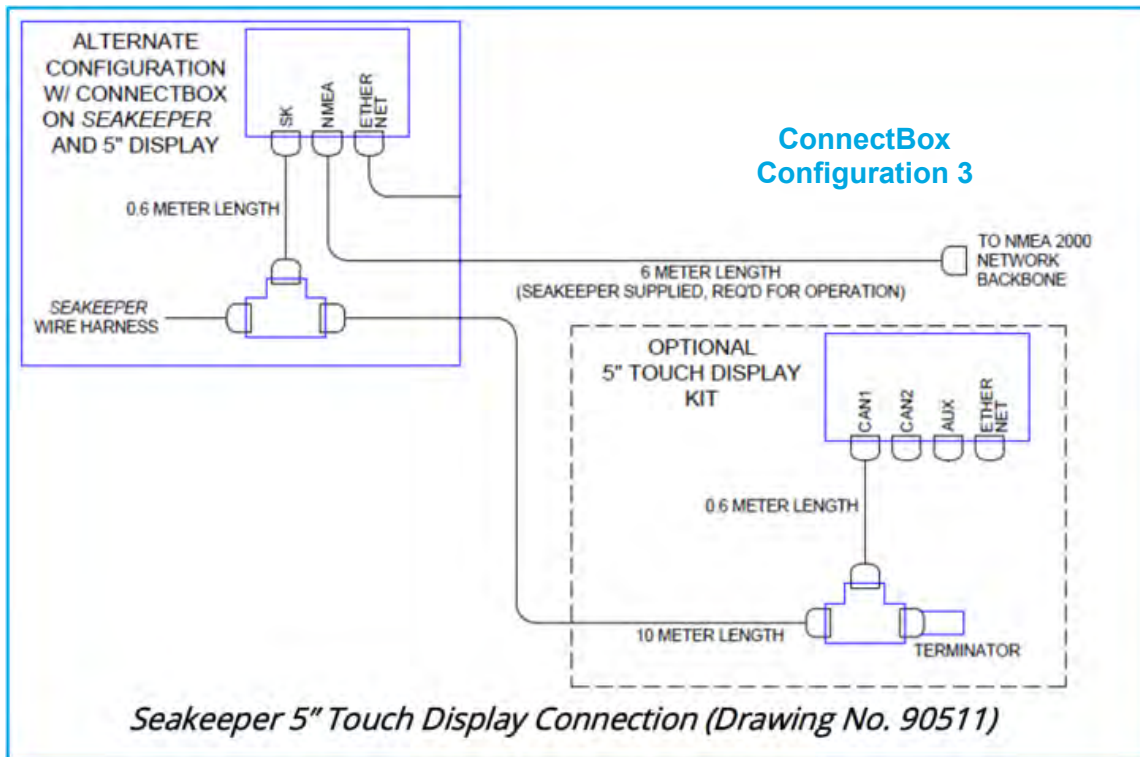 ALTERNATE
CONFIGURATION
W/ CONNECTBOX
ON SEAKEEPER
AND 5" DISPLAY
SK
NMEA
ETHER
NET
ConnectBox
Configuration 3
0.6 METER LENGTH
TO NMEA 2000
NETWORK
BACKBONE
6 METER LENGTH
(SEAKEEPER SUPPLIED, REQ'D FOR OPERATION)
SEAKEEPER
WIRE HARNESS
OPTIONAL
5" TOUCH DISPLAY
KIT
CAN1
CAN2
AUX
ETHER
NET
0.6 METER LENGTH
10 METER LENGTH
TERMINATOR
Seakeeper 5" Touch Display Connection (Drawing No. 90511)